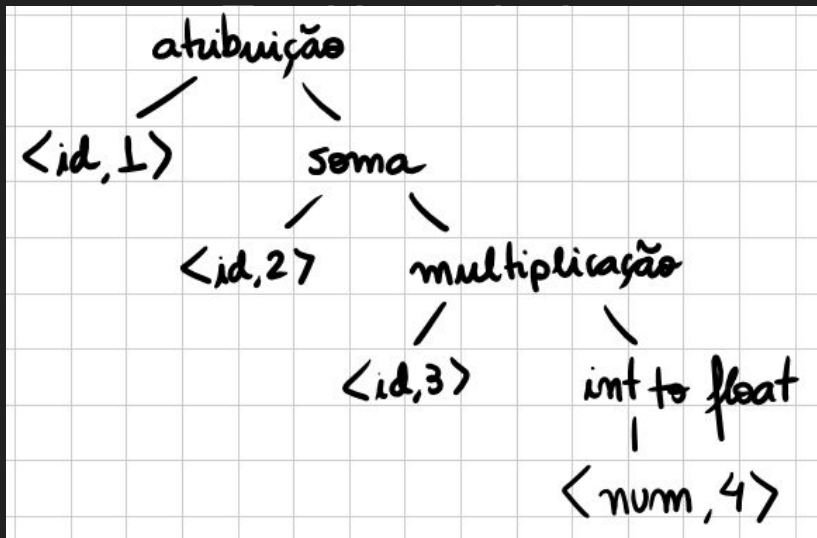 atribuição
<id,1>
soma
<id,2> multiplicação
<id,3> int to float
<num,4>